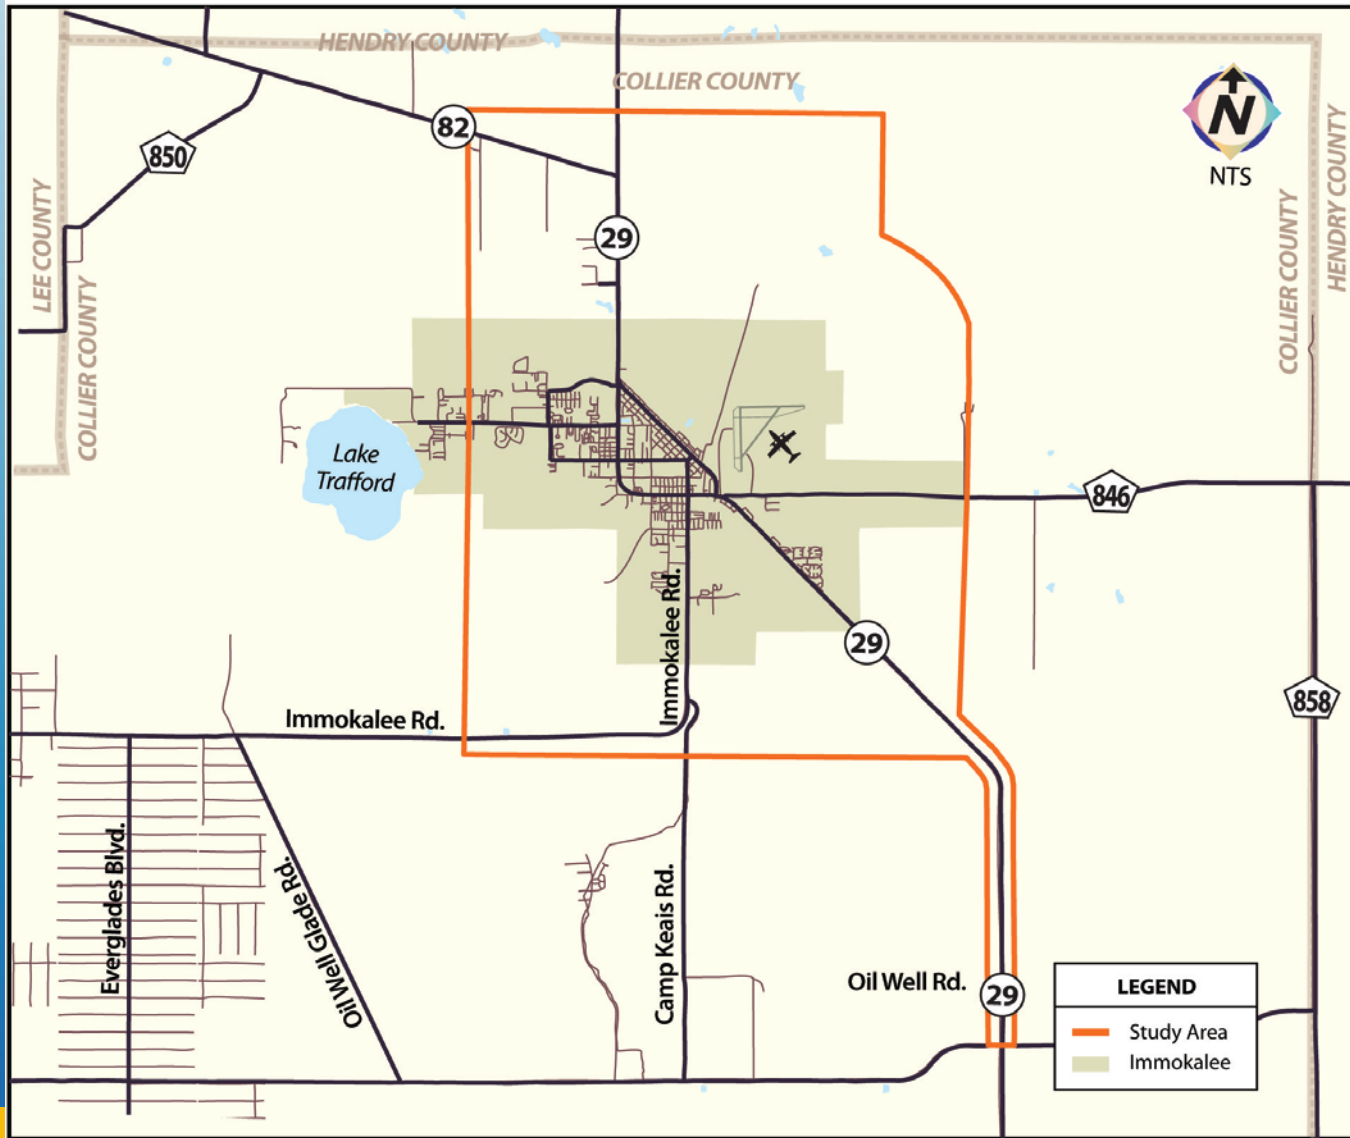 HENDRY COUNTY
COLLIER COUNTY
82
850
N
NTS
HENDRY COUNTY
LEE COUNTY
COLLIER COUNTY
29
COLLIER COUNTY
Lake
Trafford
846
Immokalee Rd.
29
858
Immokalee Rd.
Everglades Blvd.
Oil Well Glade Rd.
Camp Keais Rd.
Oil Well Rd.
29
LEGEND
Study Area
Immokalee